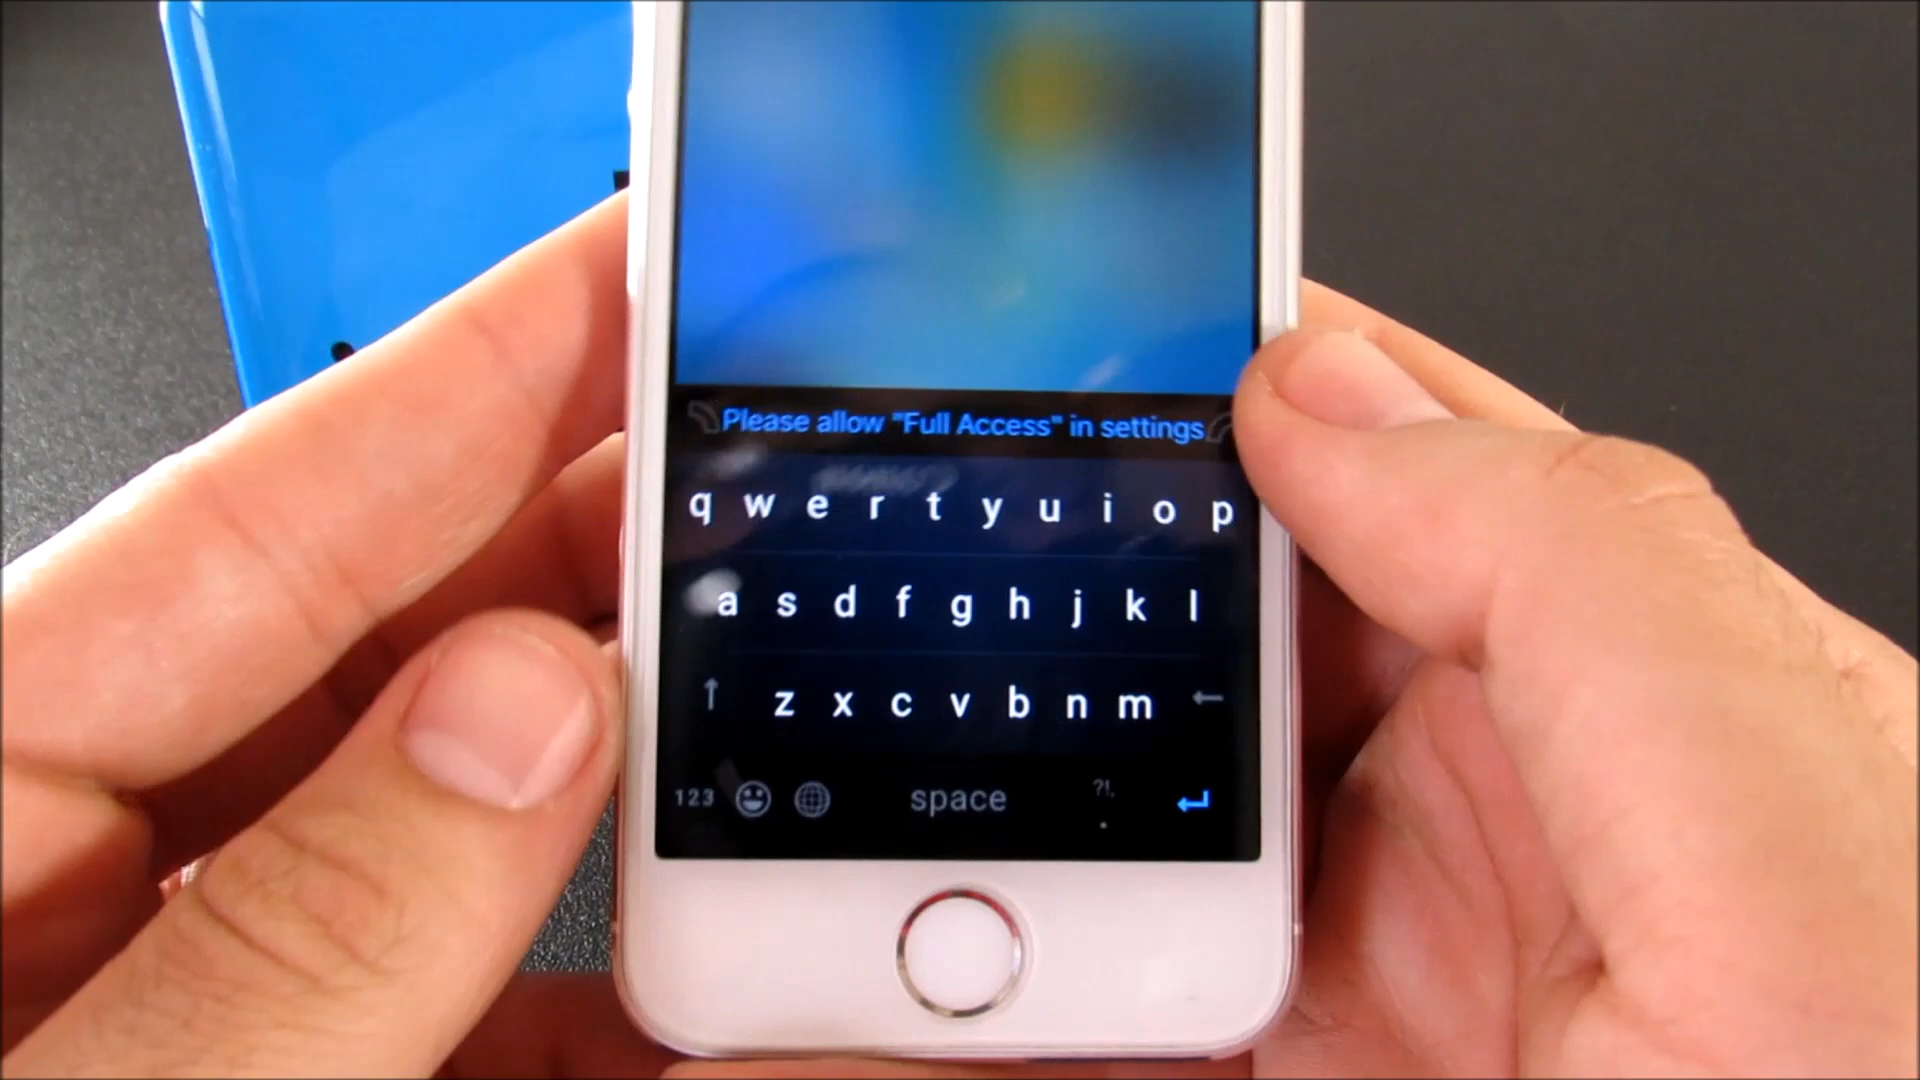 Please allow "Full Access" in settings
q w e r t y u i o p
a s d f g h j k l
z x c v b n m
123 space ?!, .